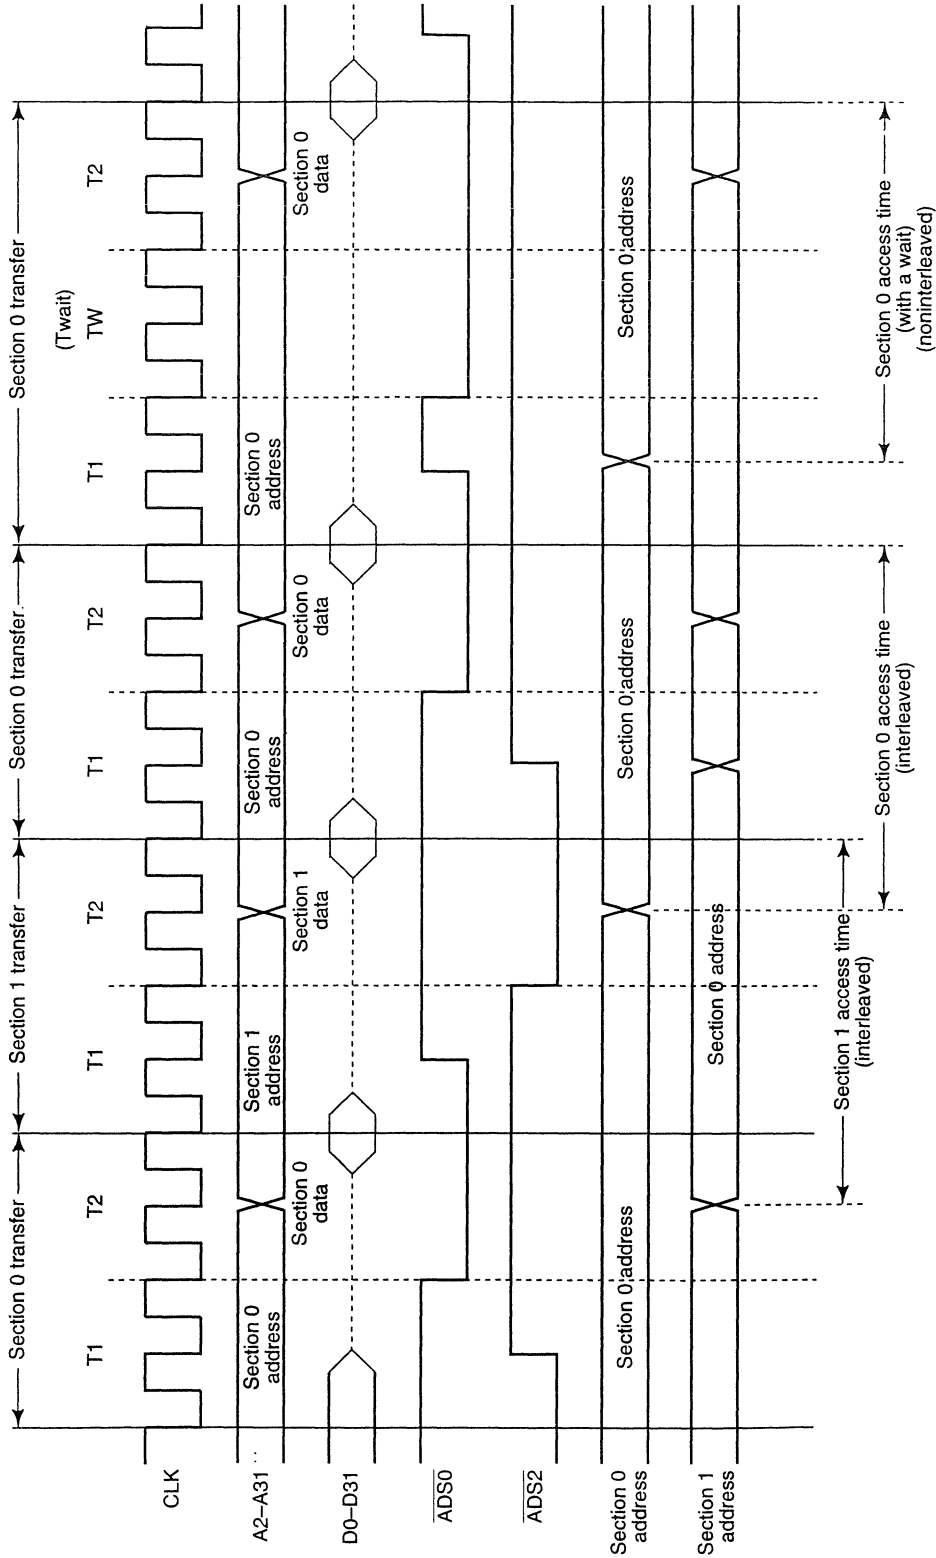 Section 0 transfer
Section 1 transfer
Section 0 transfer.
Section 0 transfer
(Twait)
T1
T2
T1
T2
T1
T2
T1
TW
T2
CLK
A2–A31
Section 0
address
Section 1
address
Section 0
address
Section 0
address
D0–D31
Section 0
data
Section 1
data
Section 0
data
Section 0
data
ADS0
ADS2
Section 0
address
Section 0 address
Section 0 address
Section 0 address
Section 1
address
Section 0 address
Section 1 access time
(interleaved)
Section 0 access time
(interleaved)
Section 0 access time
(with a wait)
(noninterleaved)